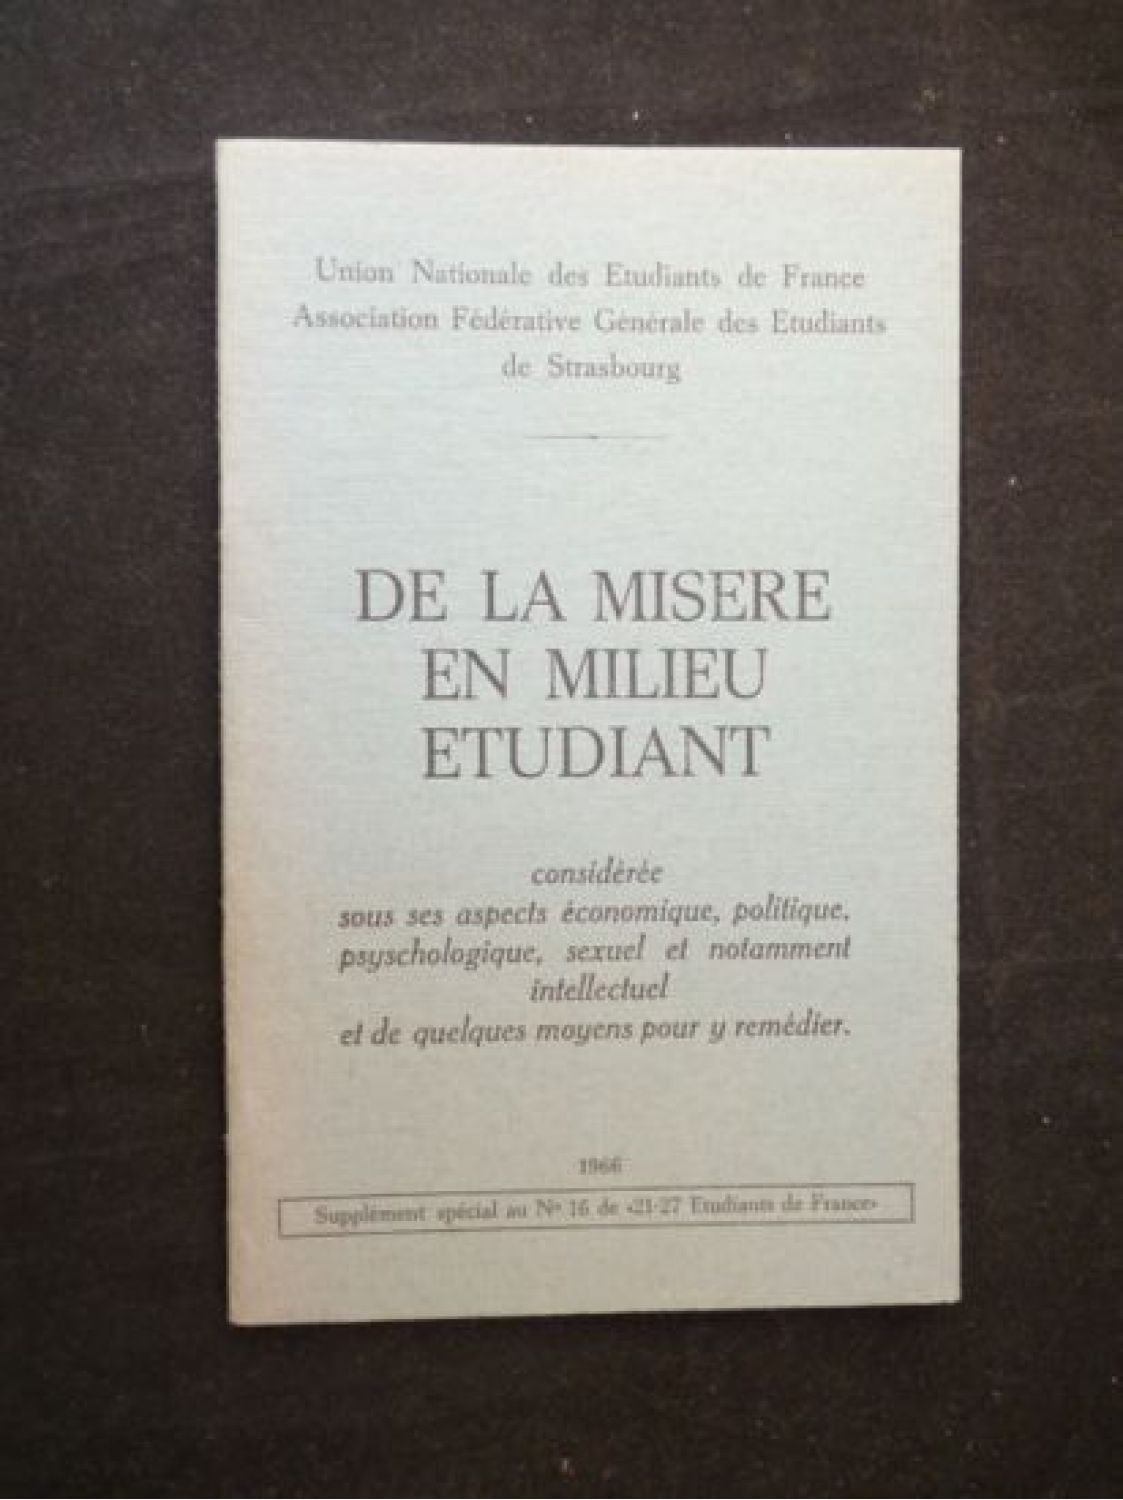 Union Nationale des Etudiants de France
Association Fédérative Générale des Etudiants
de Strasbourg
DE LA MISERE
EN MILIEU
ETUDIANT
considérée
sous ses aspects économique, politique,
psyschologique, sexuel et notamment
intellectuel
et de quelques moyens pour y remédier.
1966
Supplément spécial au Nº 16 de «21-27 Etudiants de France»